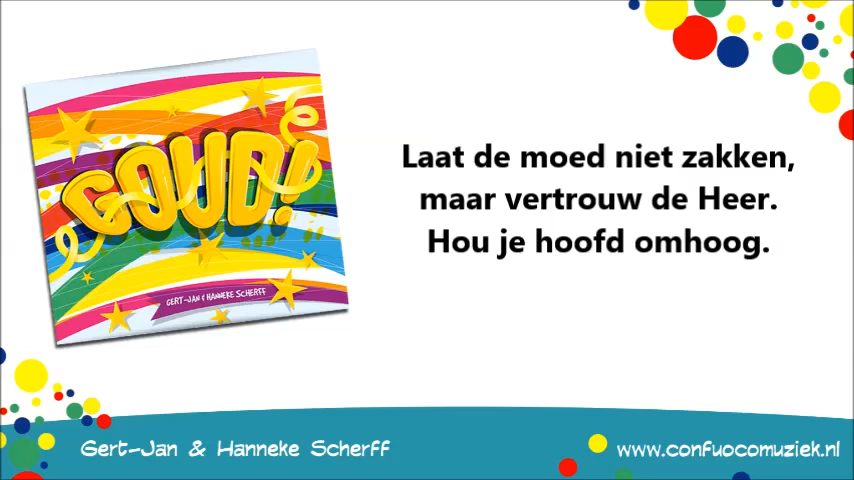 GOUD!
GERT-JAN & HANNEKE SCHERFF
Laat de moed niet zakken,
maar vertrouw de Heer.
Hou je hoofd omhoog.
Gert-Jan & Hanneke Scherff
www.confuocomuziek.nl